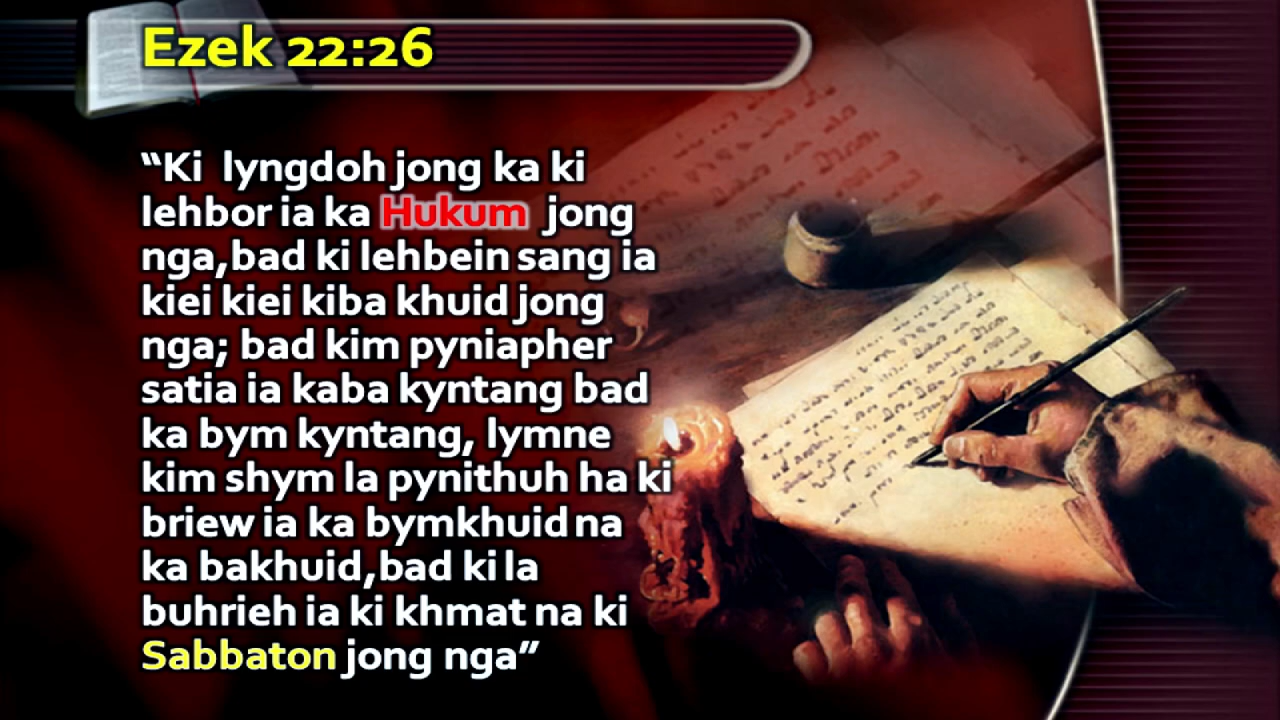 Ezek 22:26
“Ki lyngdoh jong ka ki
lehbor ia ka Hukum jong
nga,bad ki lehbein sang ia
kiei kiei kiba khuid jong
nga; bad kim pyniapher
satia ia kaba kyntang bad
ka bym kyntang, lymne
kim shym la pynithuh ha ki
briew ia ka bymkhuid na
ka bakhuid,bad ki la
buhrieh ia ki khmat na ki
Sabbaton jong nga”